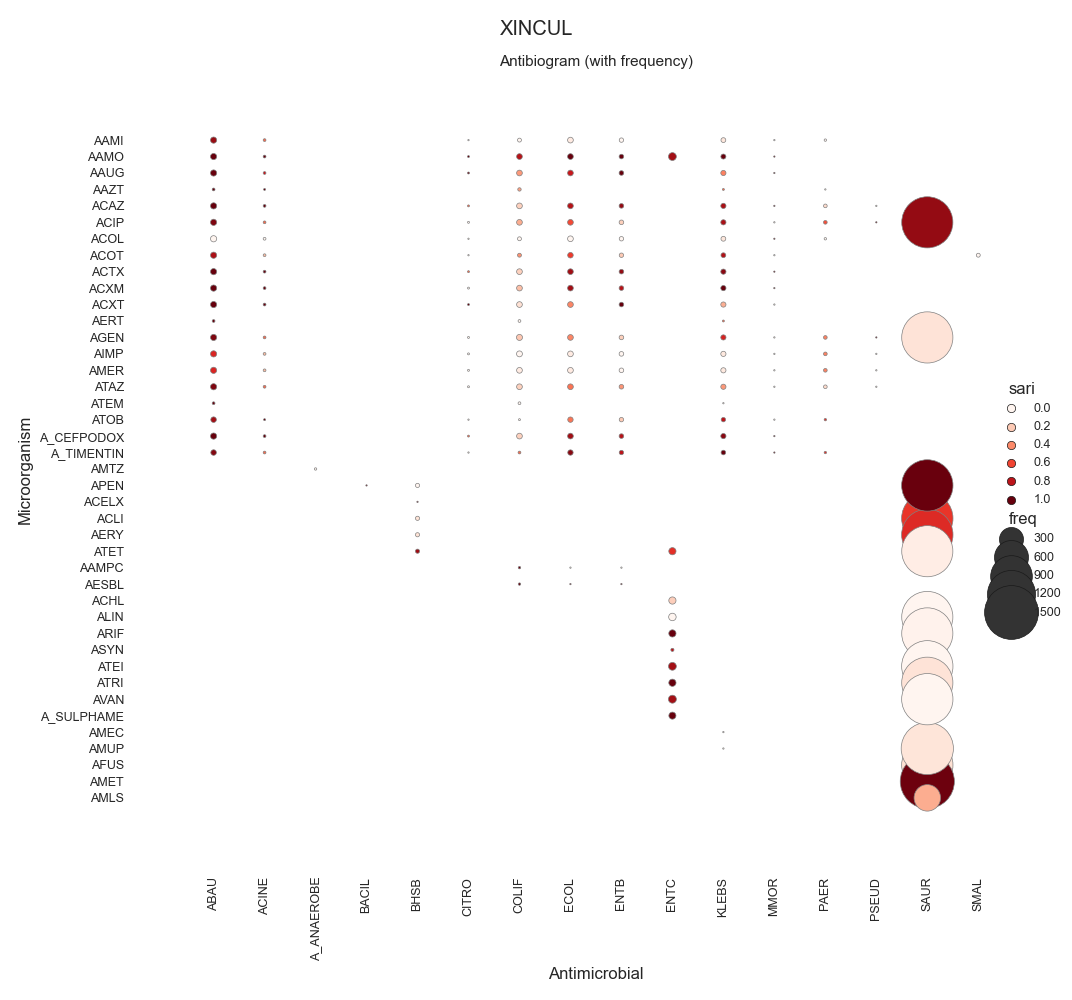 XINCUL
Antibiogram (with frequency)
AAMI
AAMO
AAUG
AAZT
ACAZ
ACIP
ACOL
ACOT
ACTX
ACXM
ACXT
AERT
AGEN
AIMP
AMER
ATAZ
ATEM
ATOB
A_CEFPODOX
A_TIMENTIN
AMTZ
APEN
ACELX
ACLI
AERY
ATET
AAMPC
AESBL
ACHL
ALIN
ARIF
ASYN
ATEI
ATRI
AVAN
A_SULPHAME
AMEC
AMUP
AFUS
AMET
AMLS
Microorganism
sari
0.0
0.2
0.4
0.6
0.8
1.0
freq
300
600
900
1200
1500
ABAU
ACINE
A_ANAEROBE
BACIL
BHSB
CITRO
COLIF
ECOL
ENTB
ENTC
KLEBS
MMOR
PAER
PSEUD
SAUR
SMAL
Antimicrobial